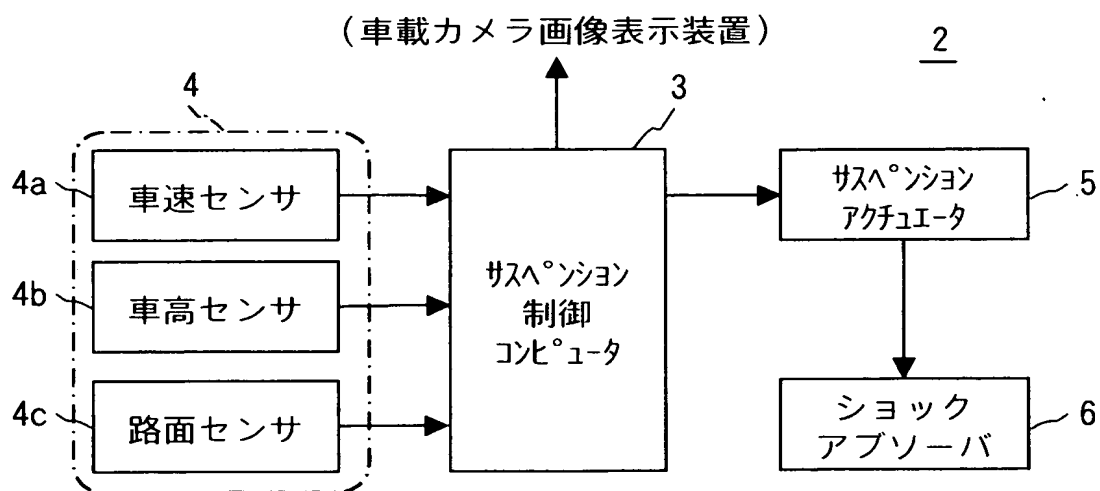 (車載カメラ画像表示装置)
2
4
3
4a
車速センサ
4b
車高センサ
4c
路面センサ
ｻｽﾍﾟﾝｼｮﾝ
制御
ｺﾝﾋﾟｭｰﾀ
ｻｽﾍﾟﾝｼｮﾝ
ｱｸﾁｭｴｰﾀ
5
ショック
アブソーバ
6